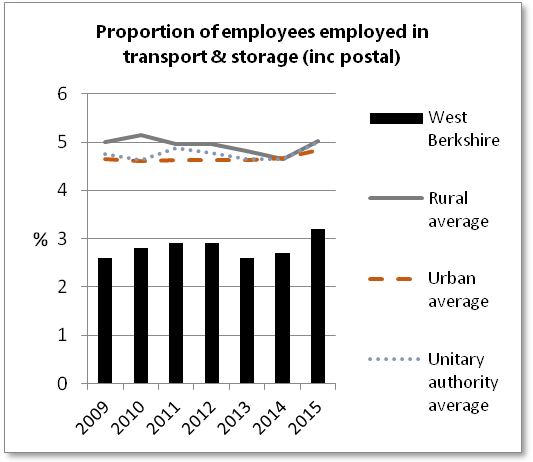 Proportion of employees employed in
transport & storage (inc postal)
6
5
4
3
2
1
0
%
2009
2010
2011
2012
2013
2014
2015
West
Berkshire
Rural
average
Urban
average
Unitary
authority
average